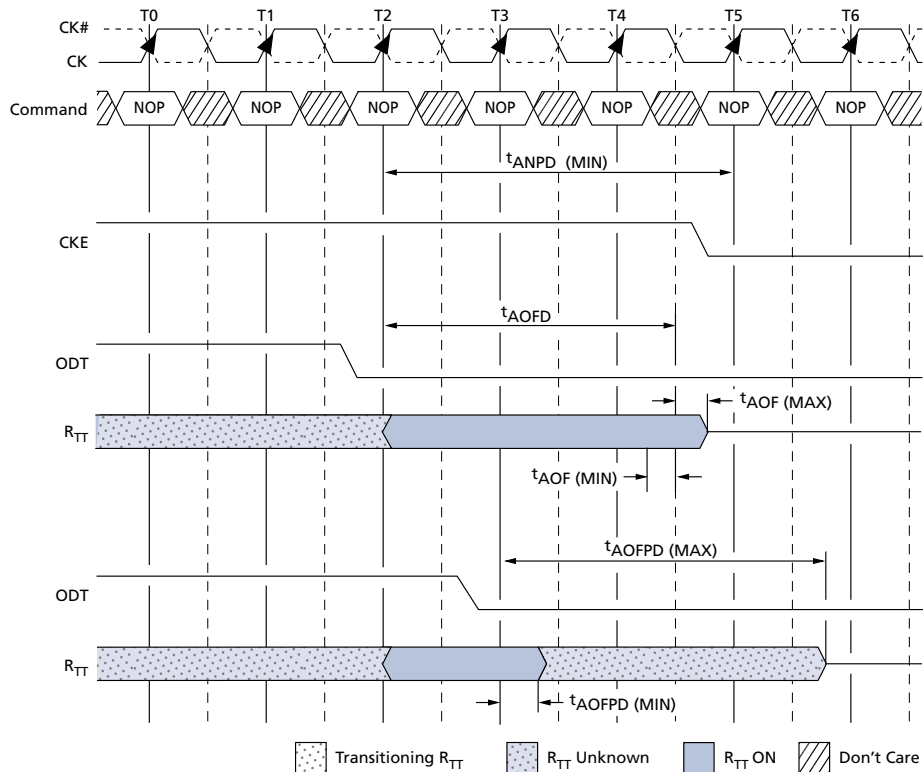 T0 T1 T2 T3 T4 T5 T6
CK#
CK
Command NOP NOP NOP NOP NOP NOP NOP
tANPD (MIN)
CKE
tAOFD
ODT
tAOF (MAX)
RTT
tAOF (MIN)
tAOFPD (MAX)
ODT
RTT
tAOFPD (MIN)
Transitioning RTT RTT Unknown RTT ON Don't Care